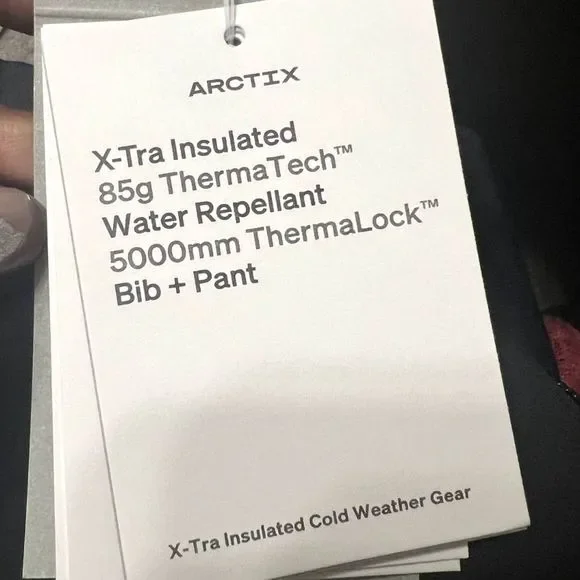 ARCTIX
X-Tra Insulated
85g ThermaTech™
Water Repellant
5000mm ThermaLock™
Bib + Pant
X-Tra Insulated Cold Weather Gear